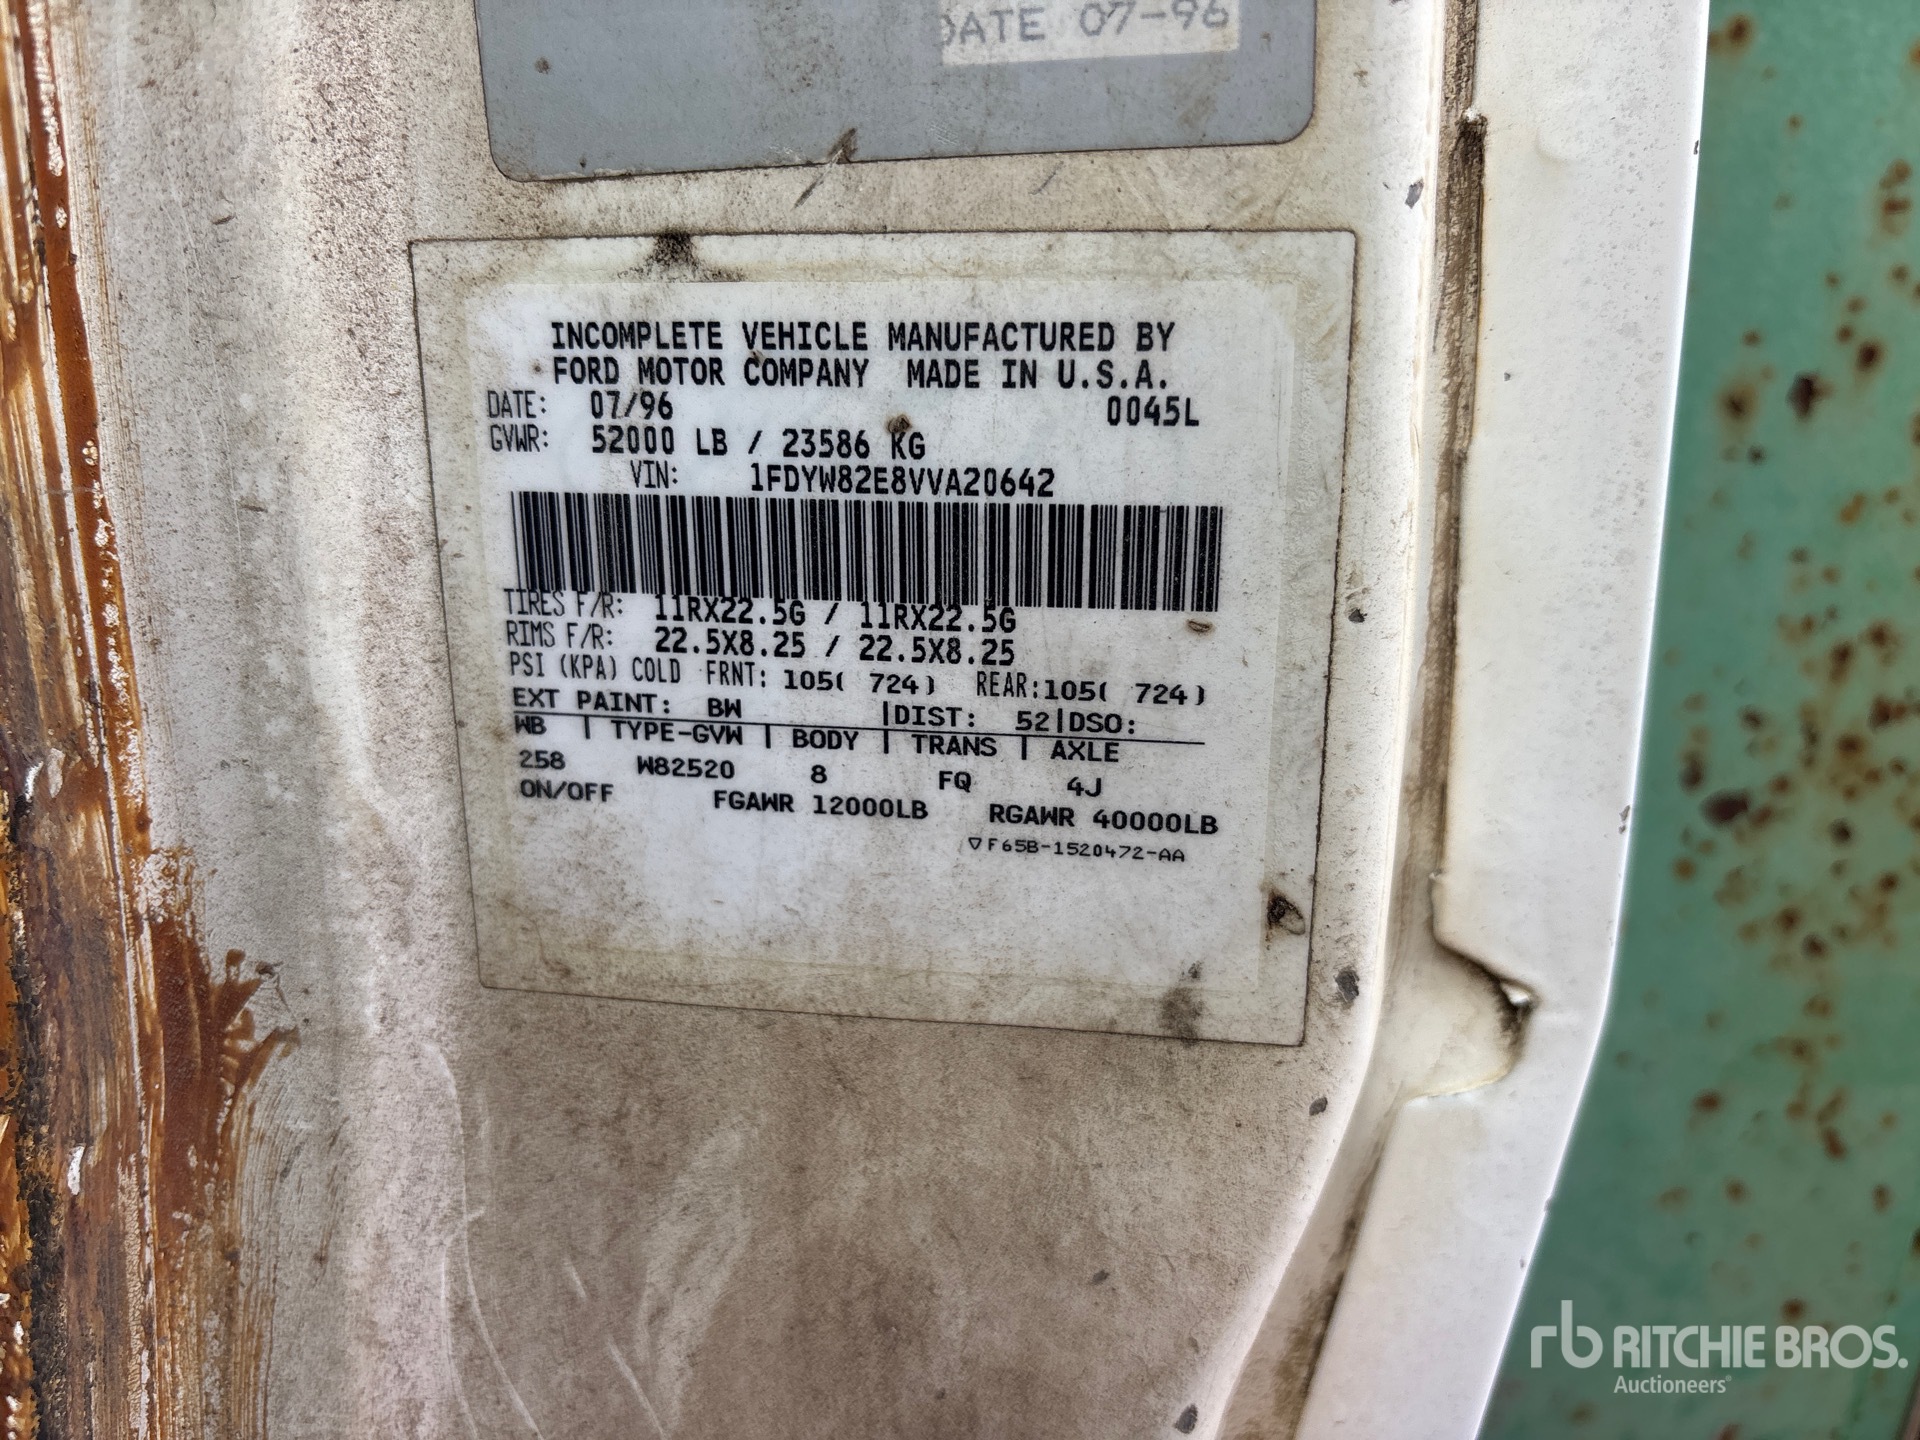 DATE 07-96
INCOMPLETE VEHICLE MANUFACTURED BY
FORD MOTOR COMPANY MADE IN U.S.A.
DATE: 07/96 0045L
GVWR: 52000 LB / 23586 KG
VIN: 1FDYW82E8VVA20642
TIRES F/R: 11RX22.5G / 11RX22.5G
RIMS F/R: 22.5X8.25 / 22.5X8.25
PSI (KPA) COLD FRNT: 105( 724) REAR:105( 724)
EXT PAINT: BW |DIST: 52|DSO:
WB | TYPE-GVW | BODY | TRANS | AXLE
258 W82520 8 FQ 4J
ON/OFF FGAWR 12000LB RGAWR 40000LB
▽F65B-1520472-AA
rb RITCHIE BROS.
Auctioneers